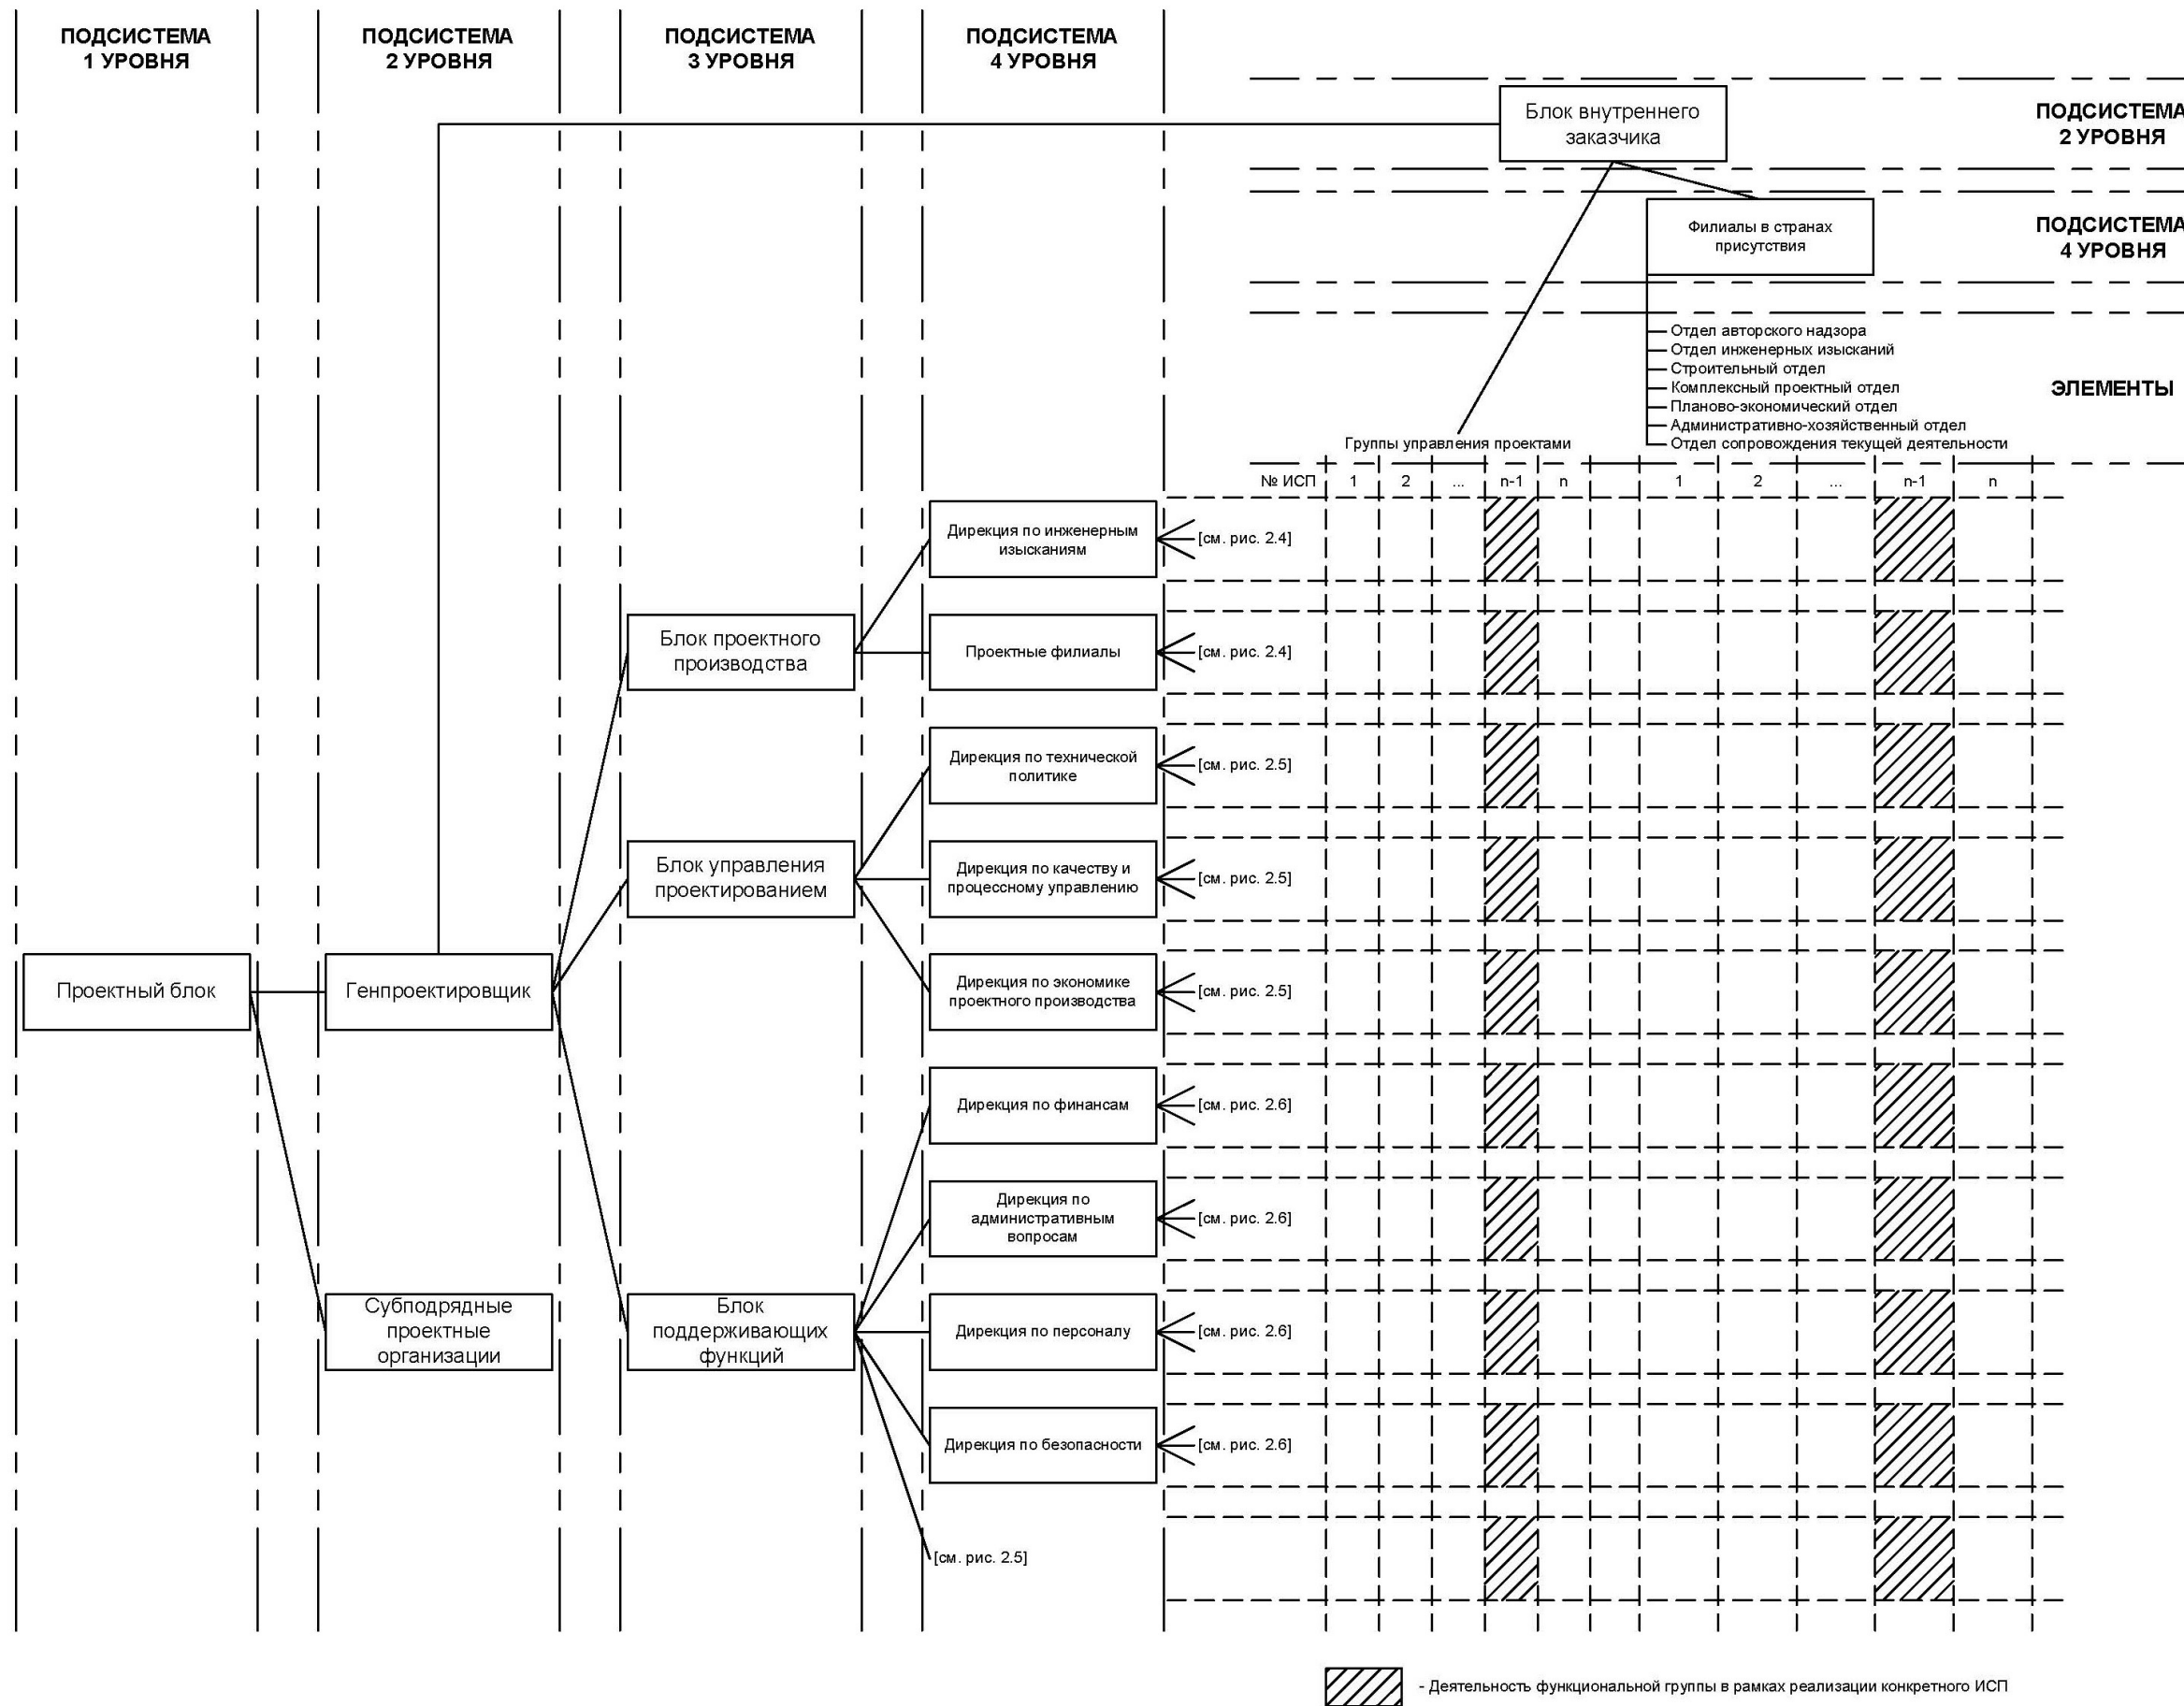 ПОДСИСТЕМА
1 УРОВНЯ
ПОДСИСТЕМА
2 УРОВНЯ
ПОДСИСТЕМА
3 УРОВНЯ
ПОДСИСТЕМА
4 УРОВНЯ
Блок внутреннего
заказчика
ПОДСИСТЕМА
2 УРОВНЯ
Филиалы в странах
присутствия
ПОДСИСТЕМА
4 УРОВНЯ
Отдел авторского надзора
Отдел инженерных изысканий
Строительный отдел
Комплексный проектный отдел
Планово-экономический отдел
Административно-хозяйственный отдел
Отдел сопровождения текущей деятельности
ЭЛЕМЕНТЫ
Группы управления проектами
№ ИСП 1 2 ... n-1 n 1 2 ... n-1 n
Дирекция по инженерным
изысканиям
[см. рис. 2.4]
Блок проектного
производства
Проектные филиалы
[см. рис. 2.4]
Дирекция по технической
политике
[см. рис. 2.5]
Блок управления
проектированием
Дирекция по качеству и
процессному управлению
[см. рис. 2.5]
Проектный блок
Генпроектировщик
Дирекция по экономике
проектного производства
[см. рис. 2.5]
Дирекция по финансам
[см. рис. 2.6]
Дирекция по
административным
вопросам
[см. рис. 2.6]
Субподрядные
проектные
организации
Блок
поддерживающих
функций
Дирекция по персоналу
[см. рис. 2.6]
Дирекция по безопасности
[см. рис. 2.6]
[см. рис. 2.5]
- Деятельность функциональной группы в рамках реализации конкретного ИСП